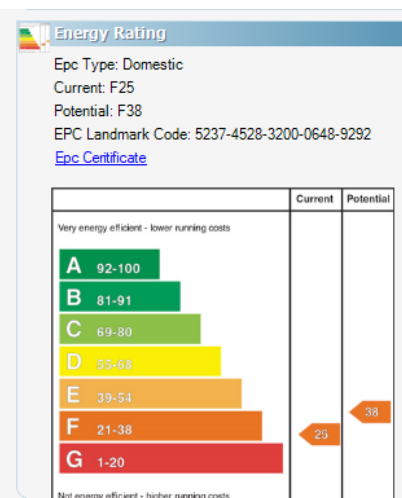 Energy Rating
Epc Type: Domestic
Current: F25
Potential: F38
EPC Landmark Code: 5237-4528-3200-0648-9292
Epc Ceritificate
Current Potential
Very energy efficient - lower running costs
A 92-100
B 81-91
C 69-80
D 55-68
E 39-54
38
F 21-38
25
G 1-20
Not energy efficient - higher running costs